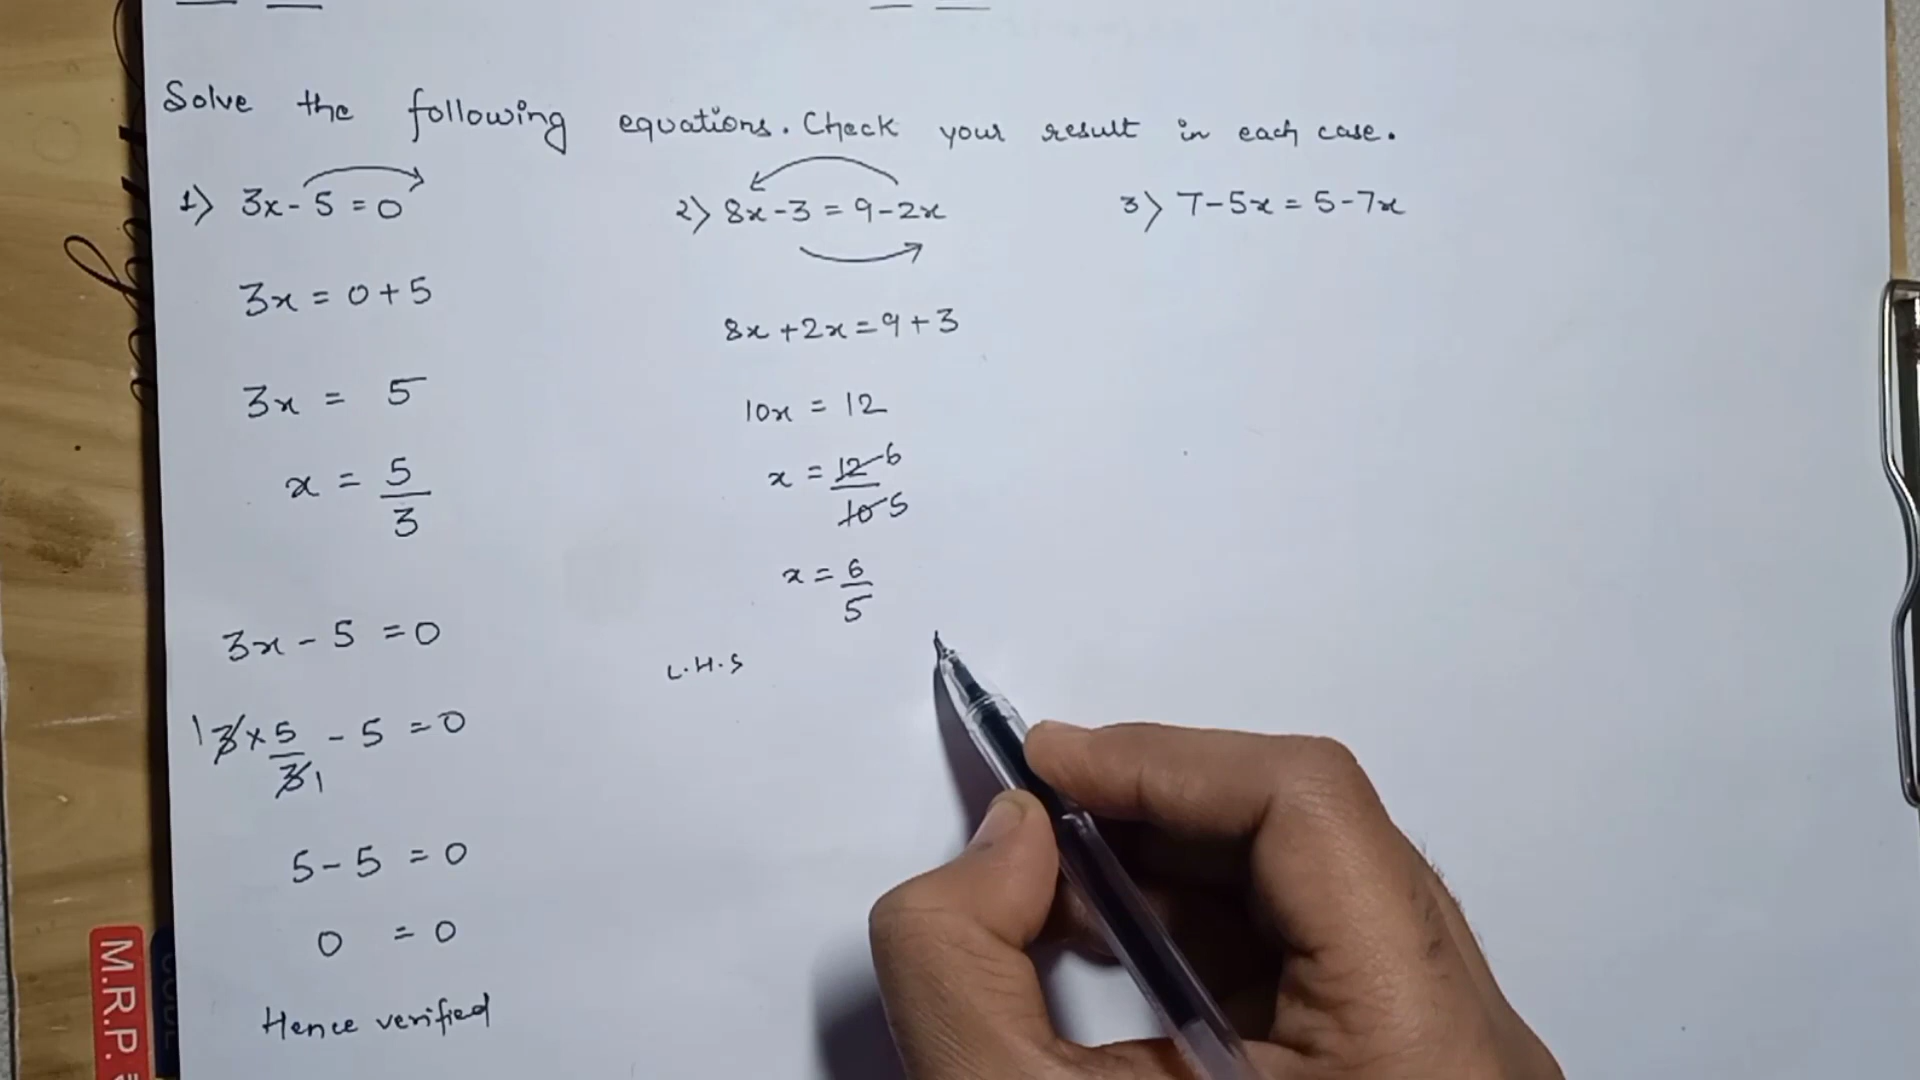 Solve the following equations. Check your result in each case.
1) 3x - 5 = 0
3x = 0 + 5
3x = 5
x = 5/3
3x - 5 = 0
1 3 × 5/3 1 - 5 = 0
5 - 5 = 0
0 = 0
Hence verified
2) 8x - 3 = 9 - 2x
8x + 2x = 9 + 3
10x = 12
x = 12 6/10 5
x = 6/5
L.H.S
3) 7 - 5x = 5 - 7x
M.R.P. ₹